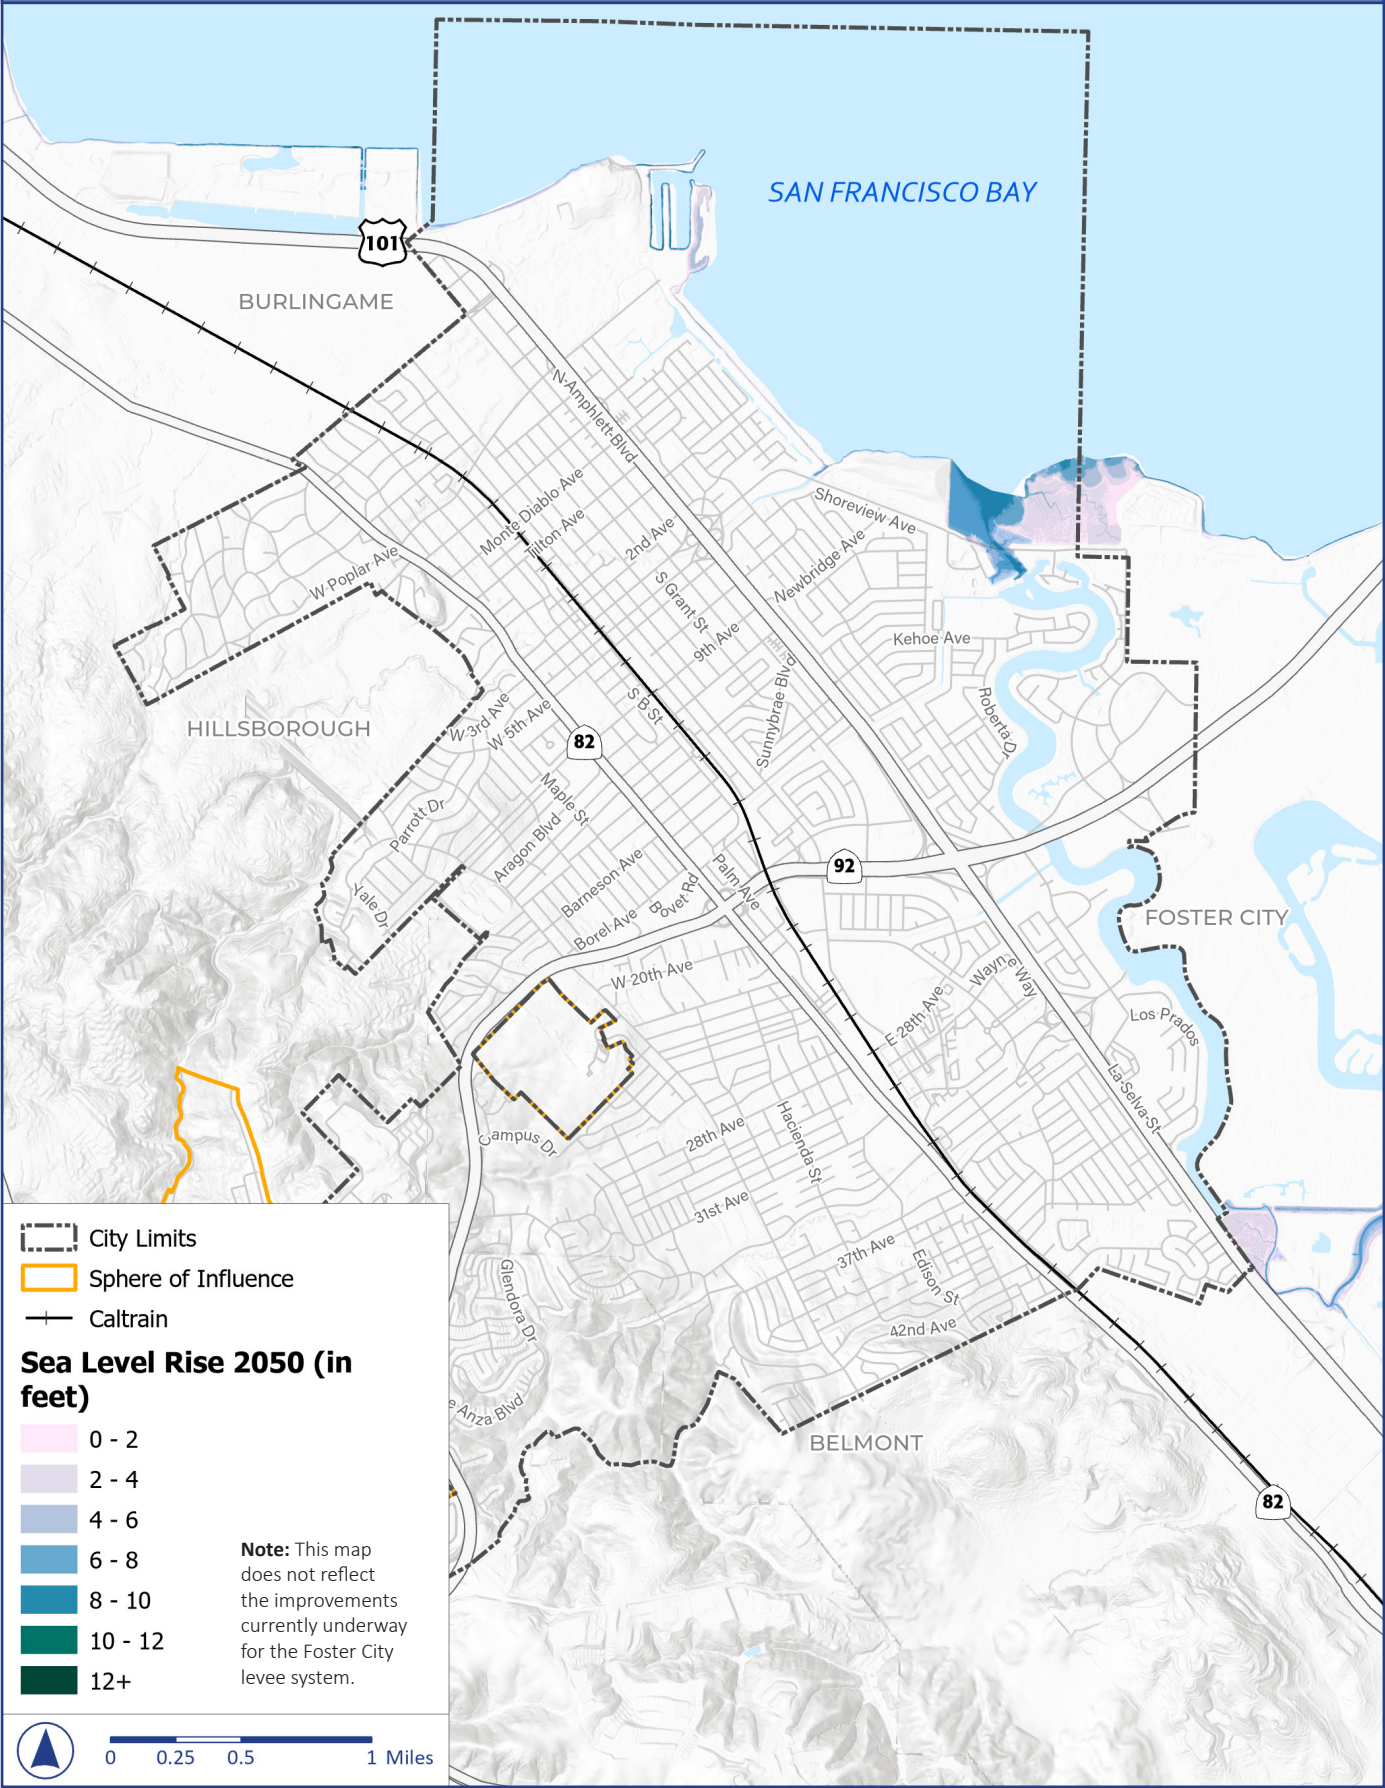 SAN FRANCISCO BAY
101
BURLINGAME
N Amphlett Blvd
Monte Diablo Ave
Tilton Ave
2nd Ave
Shoreview Ave
Newbridge Ave
W Poplar Ave
S Grant St
9th Ave
Kehoe Ave
Sunnybrae Blvd
Roberta Dr
HILLSBOROUGH
W 3rd Ave
W 5th Ave
S B St
82
Maple St
Parrott Dr
Aragon Blvd
Barneson Ave
Palm Ave
92
Yale Dr
Borel Ave
Bovet Rd
FOSTER CITY
W 20th Ave
Wayne Way
E 28th Ave
Los Prados
La Selva St
Campus Dr
28th Ave
Hacienda St
31st Ave
37th Ave
Edison St
Glendora Dr
42nd Ave
e Anza Blvd
BELMONT
82
City Limits
Sphere of Influence
Caltrain
Sea Level Rise 2050 (in
feet)
0 - 2
2 - 4
4 - 6
6 - 8
8 - 10
10 - 12
12+
Note: This map
does not reflect
the improvements
currently underway
for the Foster City
levee system.
0 0.25 0.5 1 Miles